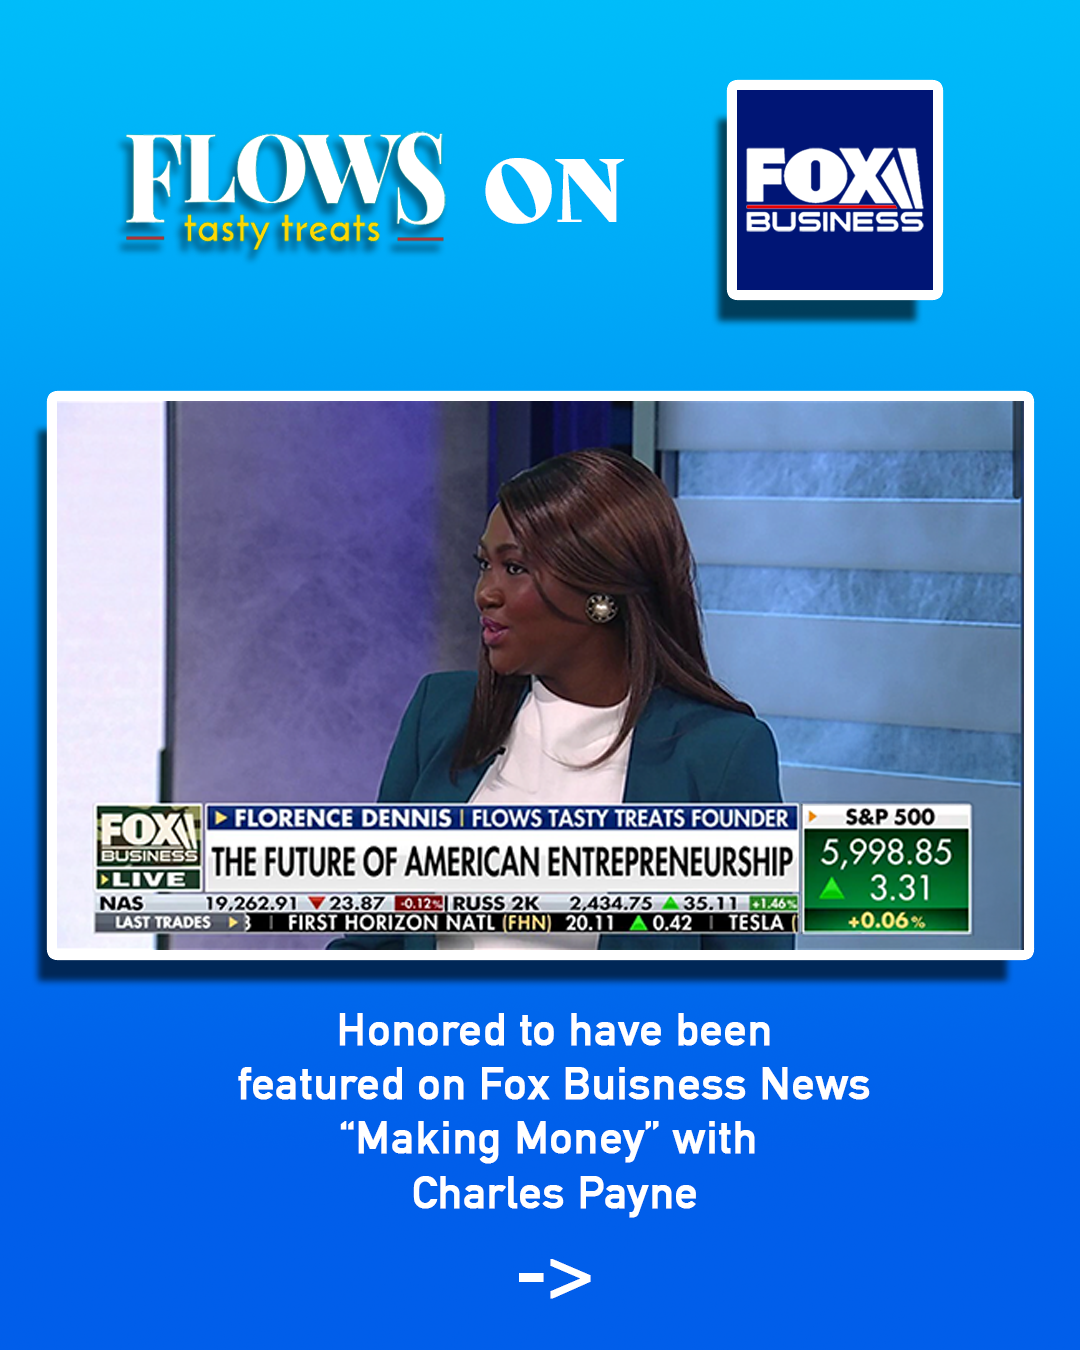 FLOWS
tasty treats
ON
FOX
BUSINESS
FLORENCE DENNIS | FLOWS TASTY TREATS FOUNDER
THE FUTURE OF AMERICAN ENTREPRENEURSHIP
FOX
BUSINESS
LIVE
S&P 500
5,998.85
▲ 3.31
+0.06%
NAS 19,262.91 ▼ 23.87 -0.12% RUSS 2K 2,434.75 ▲ 35.11 +1.46%
LAST TRADES 3 | FIRST HORIZON NATL (FHN) 20.11 ▲ 0.42 | TESLA (
Honored to have been
featured on Fox Buisness News
“Making Money” with
Charles Payne
->